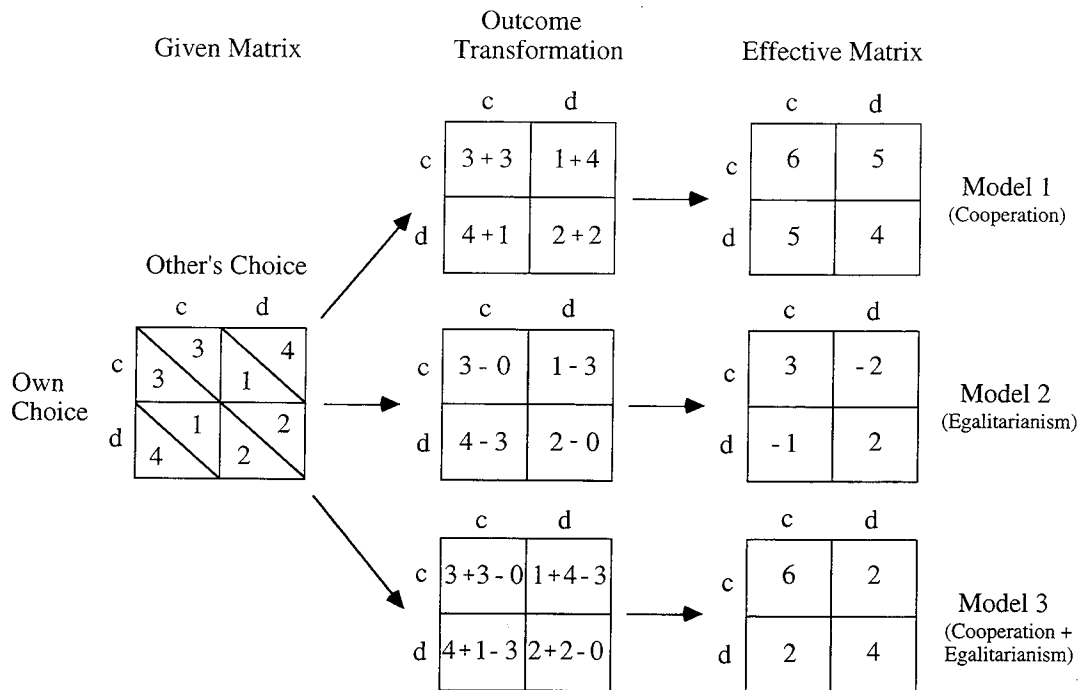 Given Matrix
Outcome
Transformation
Effective Matrix
c d
c 3 + 3 1 + 4
d 4 + 1 2 + 2
c d
c 6 5
d 5 4
Model 1
(Cooperation)
Other's Choice
c d
c 3 3 1 4
d 4 1 2 2
Own
Choice
c d
c 3 - 0 1 - 3
d 4 - 3 2 - 0
c d
c 3 - 2
d - 1 2
Model 2
(Egalitarianism)
c d
c 3 + 3 - 0 1 + 4 - 3
d 4 + 1 - 3 2 + 2 - 0
c d
c 6 2
d 2 4
Model 3
(Cooperation +
Egalitarianism)